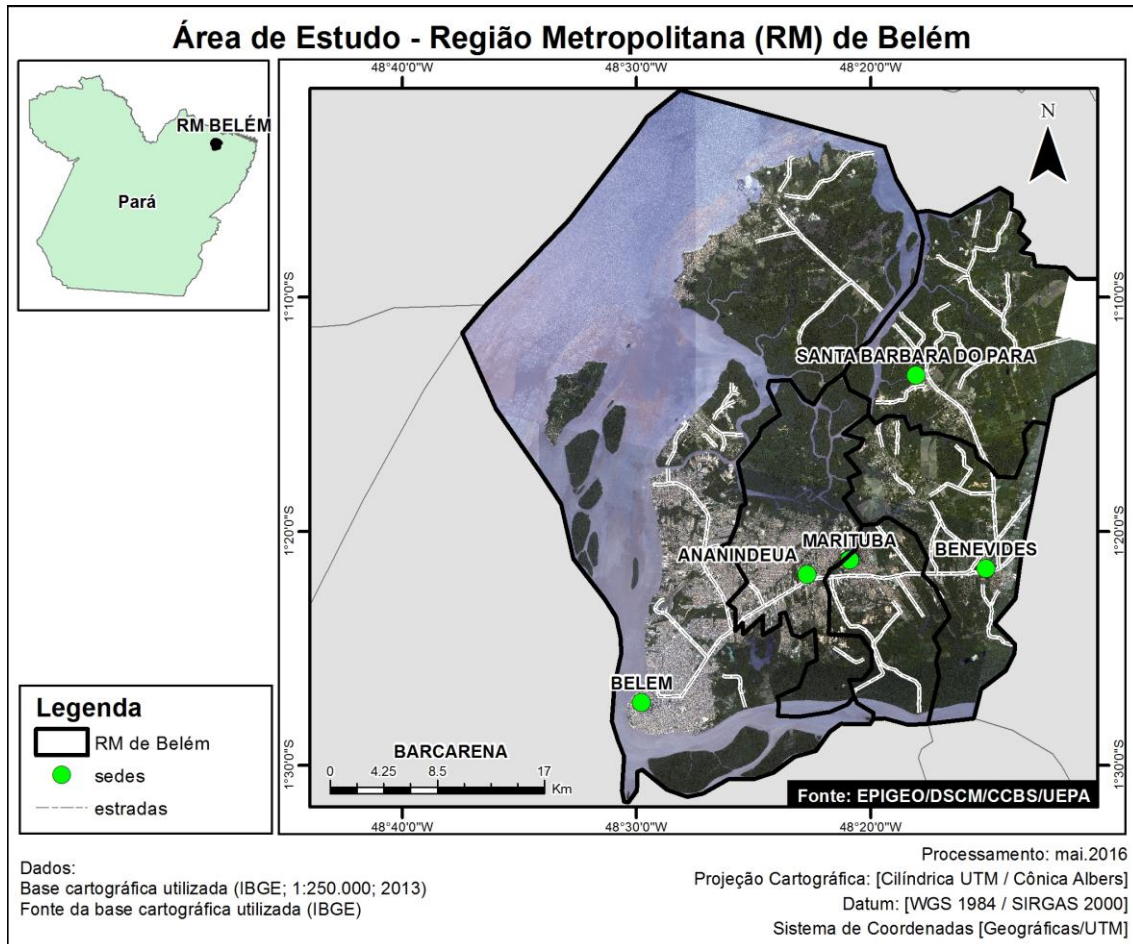 Área de Estudo - Região Metropolitana (RM) de Belém
RM BELÉM
Pará
48°40'0"W
48°30'0"W
48°20'0"W
N
1°10'0"S
1°10'0"S
SANTA BARBARA DO PARA
1°20'0"S
1°20'0"S
ANANINDEUA
MARITUBA
BENEVIDES
BELEM
BARCARENA
0 4.25 8.5 17
Km
1°30'0"S
1°30'0"S
Fonte: EPIGEO/DSCM/CCBS/UEPA
48°40'0"W
48°30'0"W
48°20'0"W
Legenda
RM de Belém
sedes
estradas
Dados:
Base cartográfica utilizada (IBGE; 1:250.000; 2013)
Fonte da base cartográfica utilizada (IBGE)
Processamento: mai.2016
Projeção Cartográfica: [Cilíndrica UTM / Cônica Albers]
Datum: [WGS 1984 / SIRGAS 2000]
Sistema de Coordenadas [Geográficas/UTM]